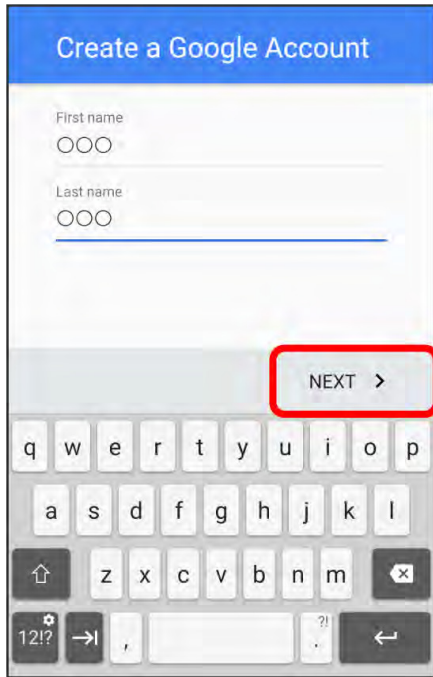 Create a Google Account
First name
○○○
Last name
○○○
NEXT >
q w e r t y u i o p
a s d f g h j k l
z x c v b n m
12!? , ?! .